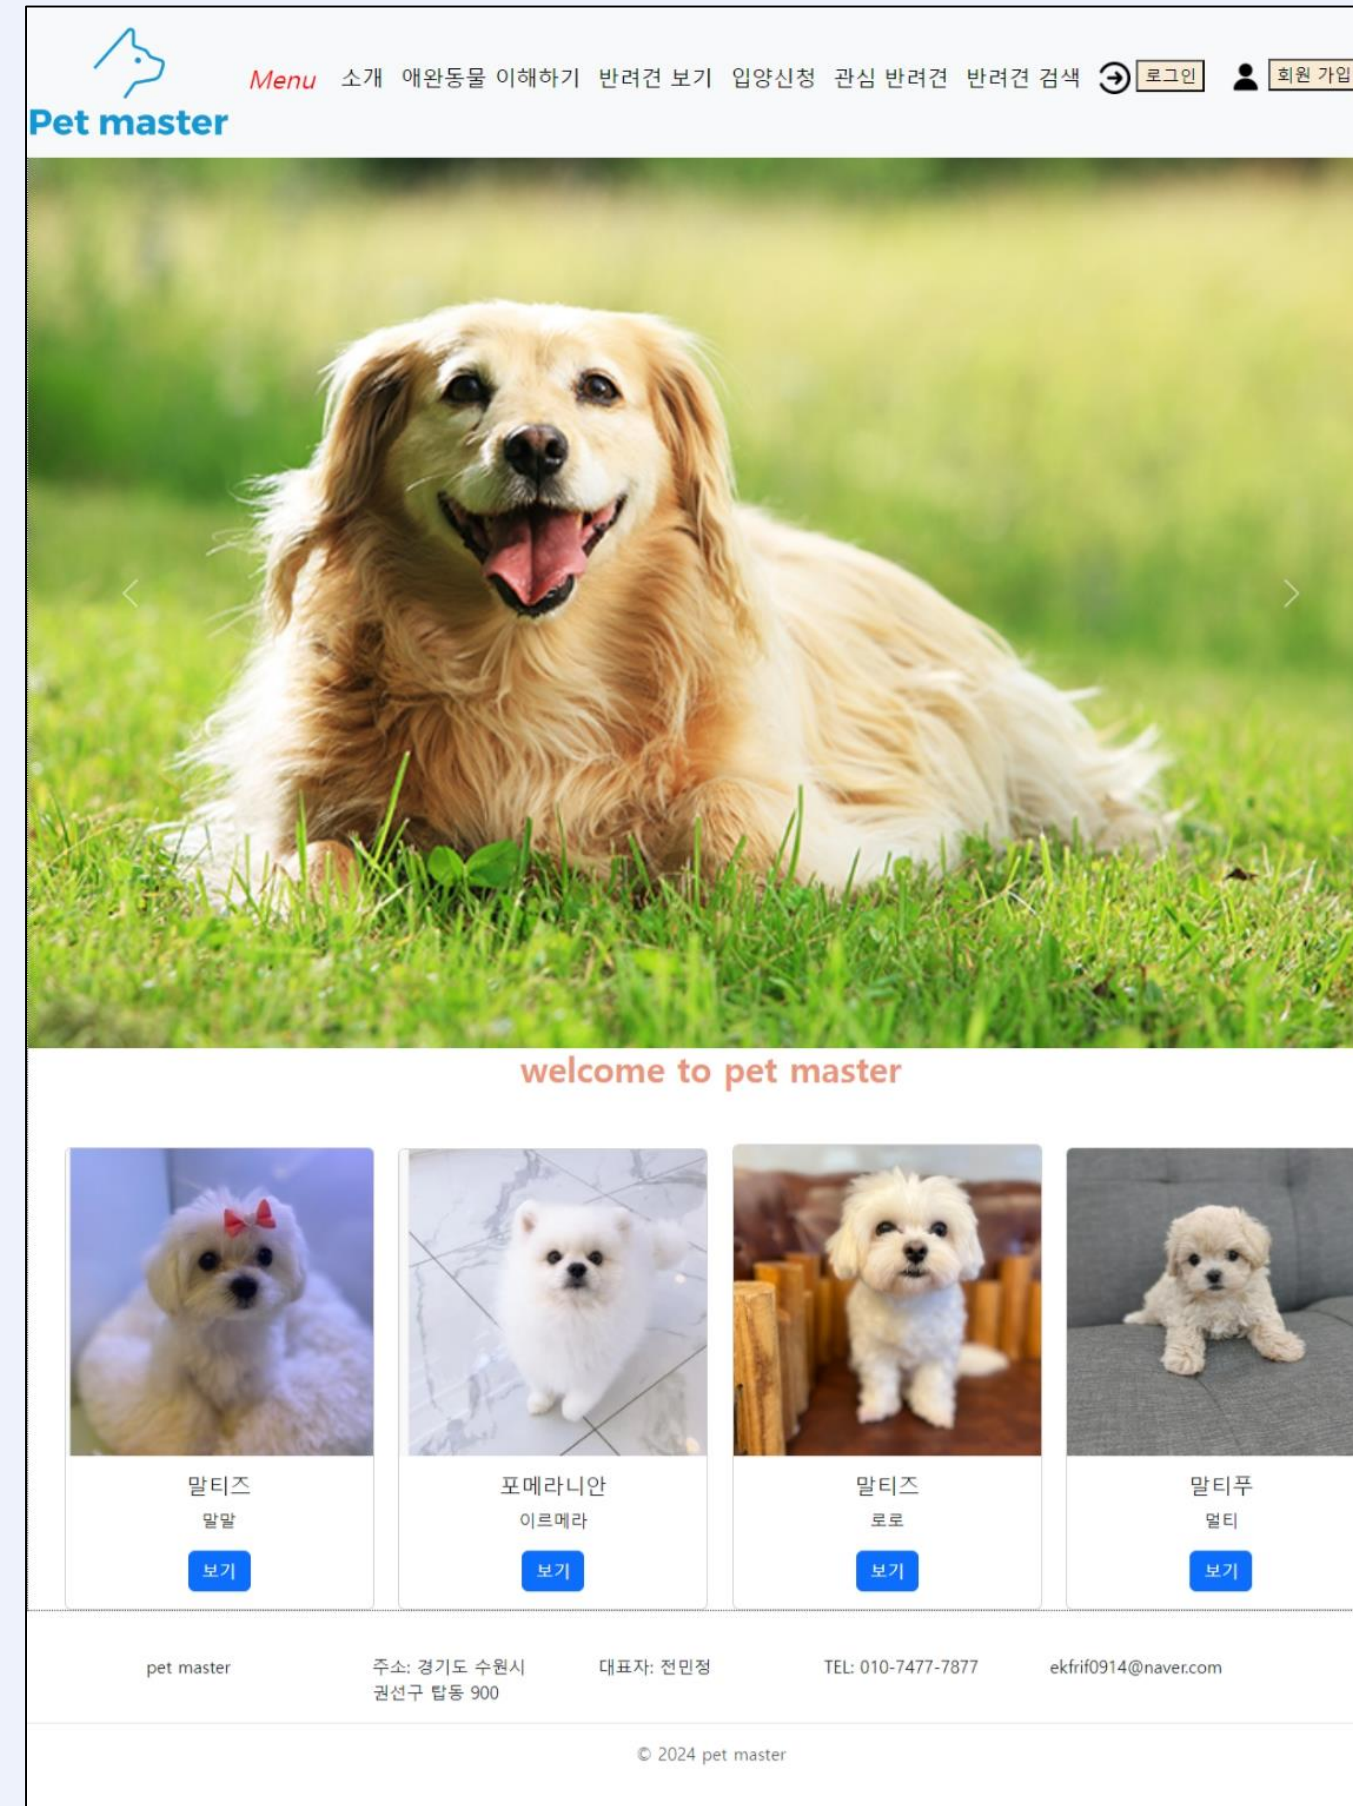 Pet master
Menu 소개 애완동물 이해하기 반려견 보기 입양신청 관심 반려견 반려견 검색 로그인 회원 가입
welcome to pet master
말티즈
말말
보기
포메라니안
이르메라
보기
말티즈
로로
보기
말티푸
멀티
보기
pet master
주소: 경기도 수원시
권선구 탑동 900
대표자: 전민정
TEL: 010-7477-7877
ekfrif0914@naver.com
© 2024 pet master